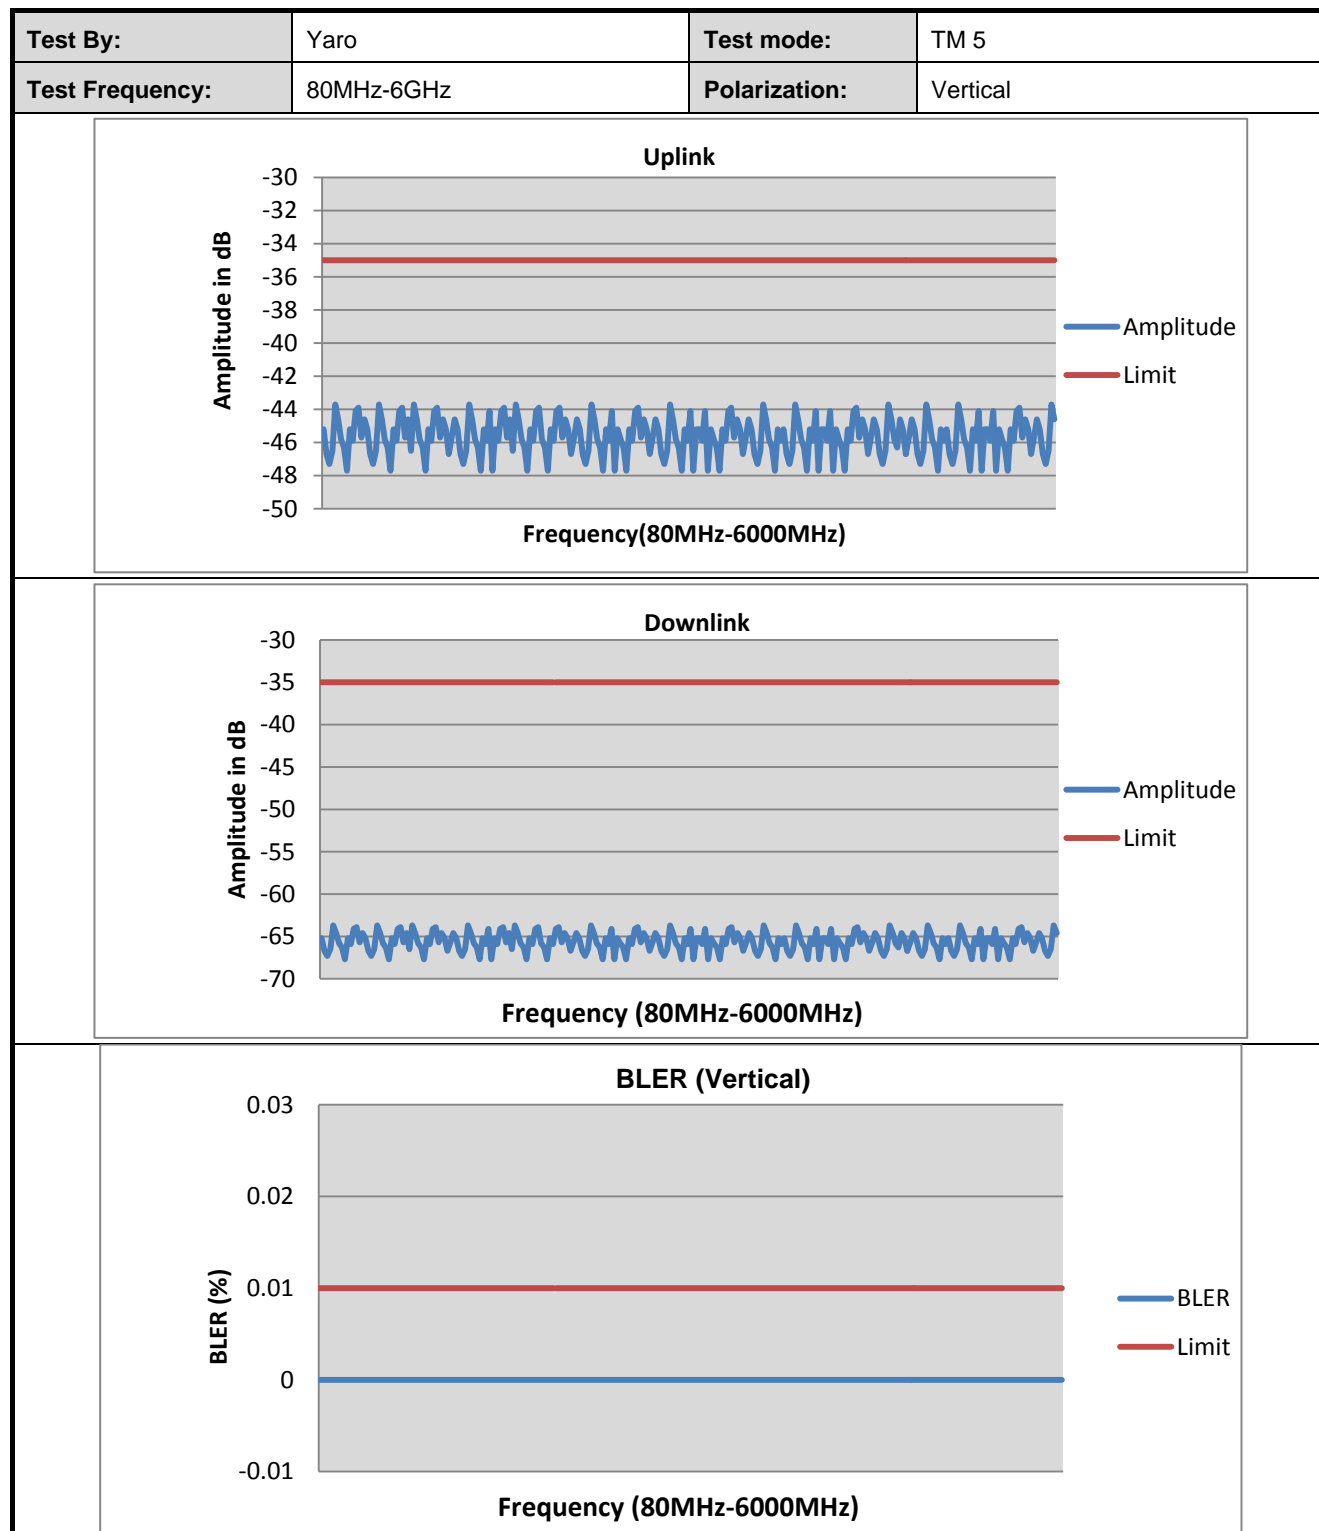 Test By: Yaro Test mode: TM 5
Test Frequency: 80MHz-6GHz Polarization: Vertical
Uplink
-30
-32
-34
-36
-38
-40
-42
-44
-46
-48
-50
Amplitude in dB
Amplitude
Limit
Frequency(80MHz-6000MHz)
Downlink
-30
-35
-40
-45
-50
-55
-60
-65
-70
Amplitude in dB
Amplitude
Limit
Frequency (80MHz-6000MHz)
BLER (Vertical)
0.03
0.02
0.01
0
-0.01
BLER (%)
BLER
Limit
Frequency (80MHz-6000MHz)